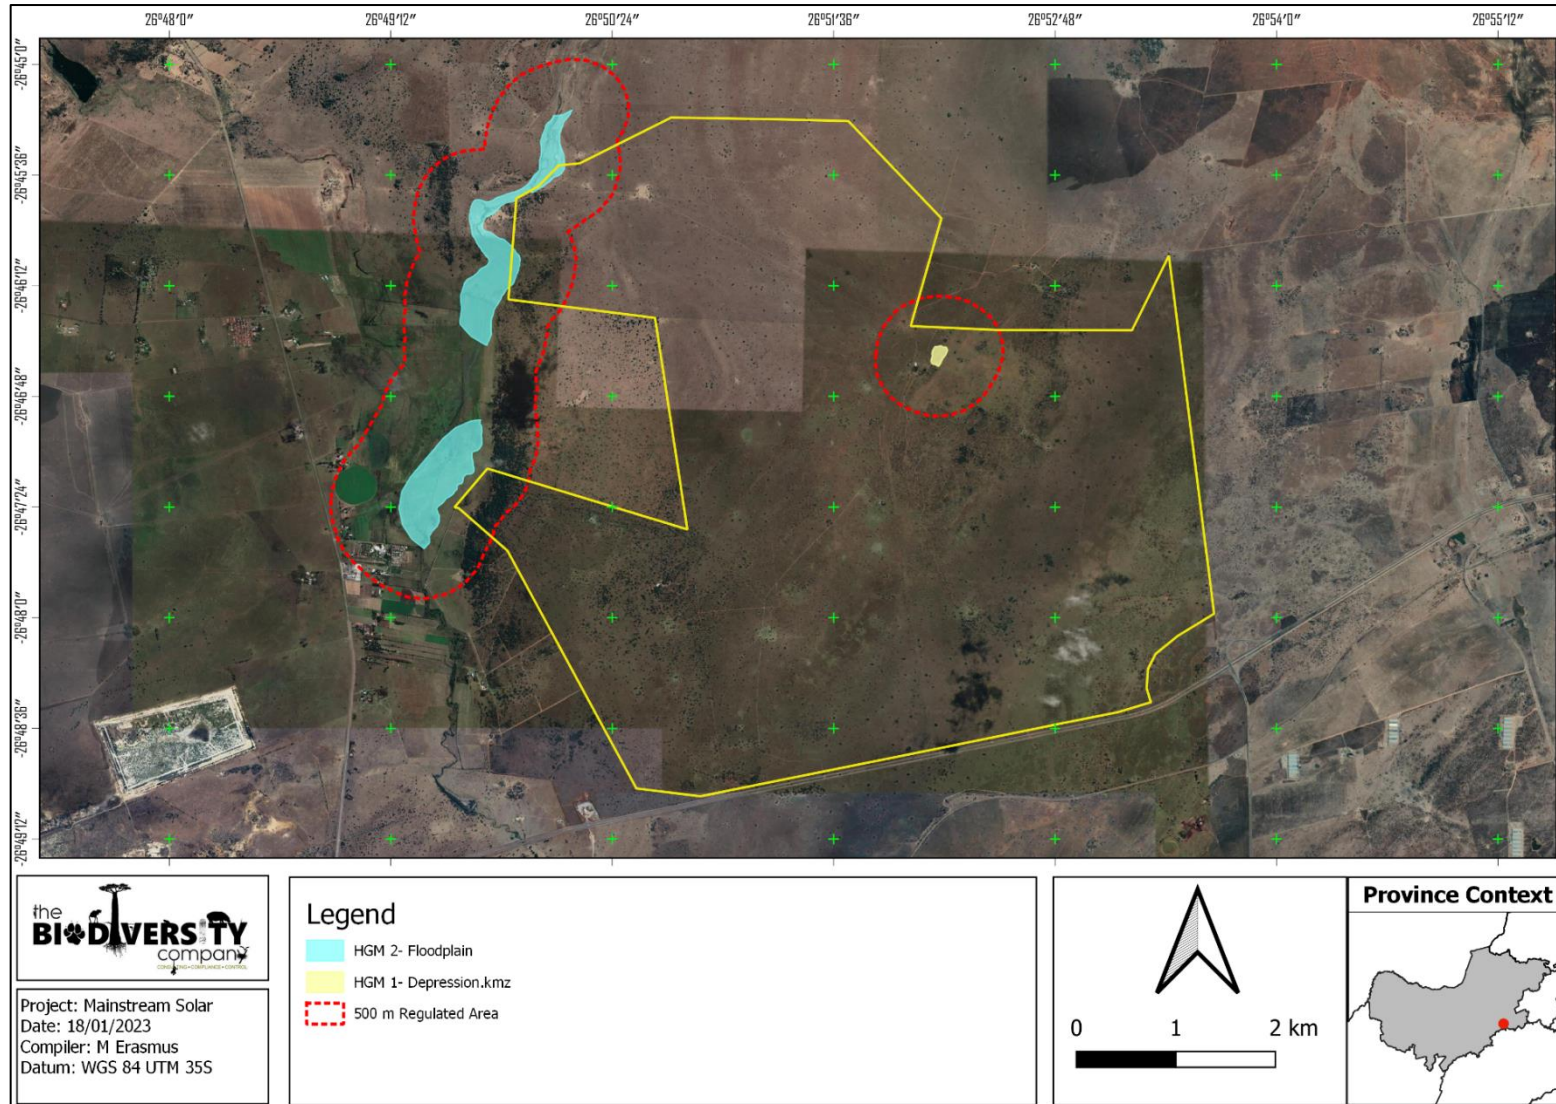 26°48'0" 26°49'12" 26°50'24" 26°51'36" 26°52'48" 26°54'0" 26°55'12"
-26°45'0"
-26°45'36"
-26°46'12"
-26°46'48"
-26°47'24"
-26°48'0"
-26°48'36"
-26°49'12"
the
BIODIVERSITY
company
CONSULTING•COMPLIANCE•CONTROL
Project: Mainstream Solar
Date: 18/01/2023
Compiler: M Erasmus
Datum: WGS 84 UTM 35S
Legend
HGM 2- Floodplain
HGM 1- Depression.kmz
500 m Regulated Area
0 1 2 km
Province Context